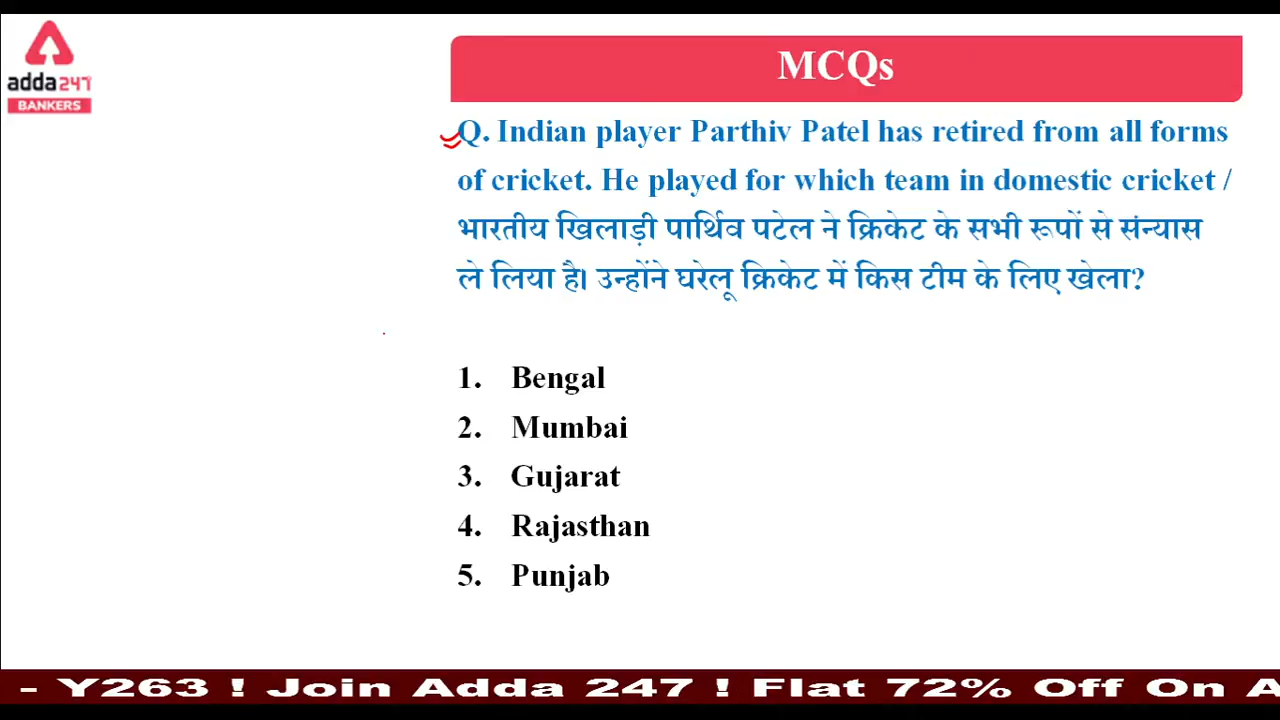 adda247
BANKERS
MCQs
Q. Indian player Parthiv Patel has retired from all forms
of cricket. He played for which team in domestic cricket /
भारतीय खिलाड़ी पार्थिव पटेल ने क्रिकेट के सभी रूपों से संन्यास
ले लिया है। उन्होंने घरेलू क्रिकेट में किस टीम के लिए खेला?
1. Bengal
2. Mumbai
3. Gujarat
4. Rajasthan
5. Punjab
- Y263 ! Join Adda 247 ! Flat 72% Off On A